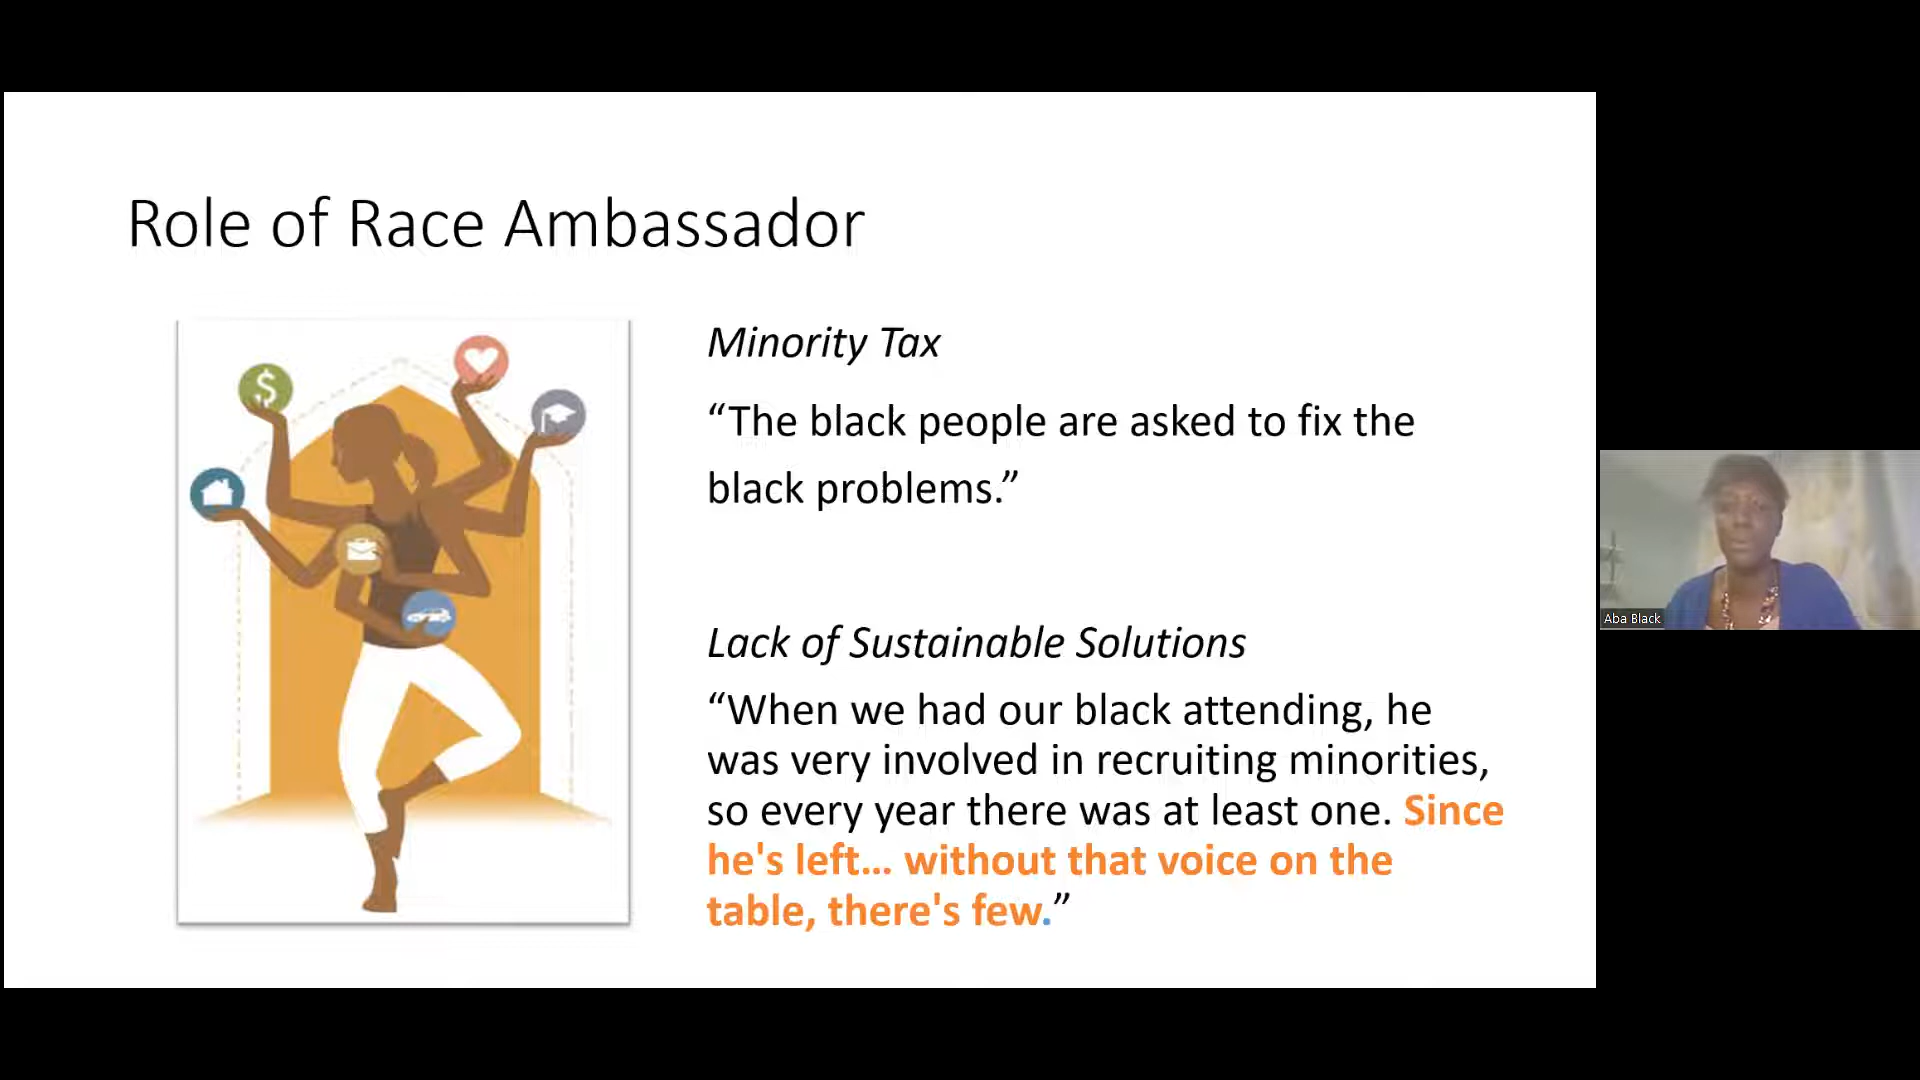 Role of Race Ambassador
$
Minority Tax
“The black people are asked to fix the
black problems.”
Lack of Sustainable Solutions
“When we had our black attending, he
was very involved in recruiting minorities,
so every year there was at least one. Since
he's left... without that voice on the
table, there's few.”
Aba Black